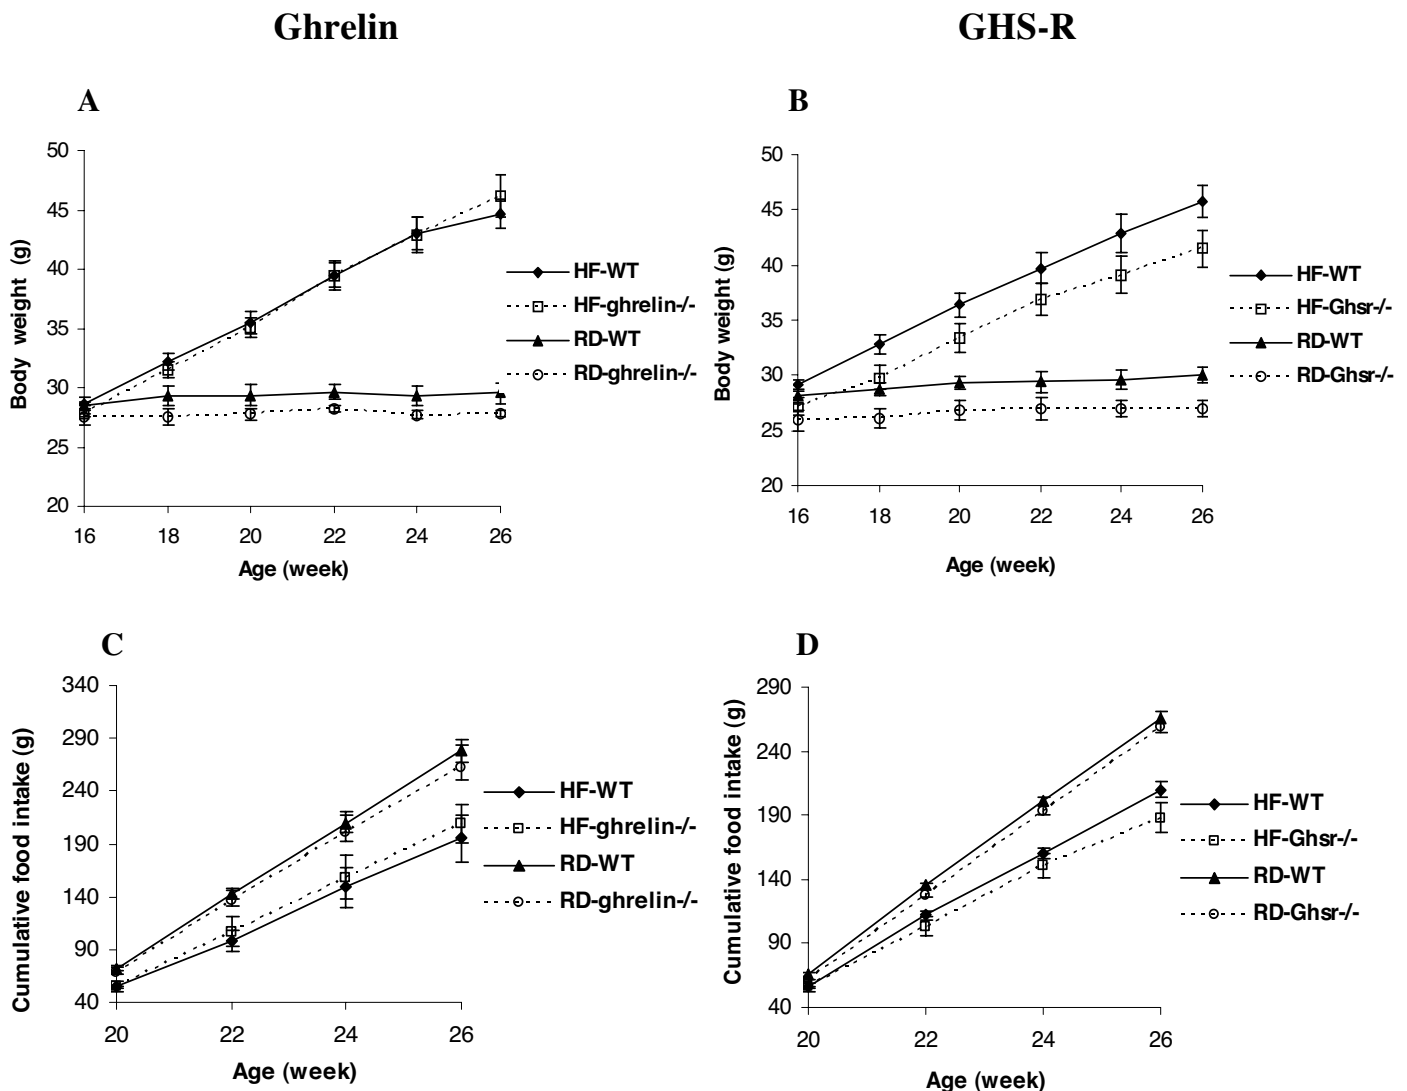 Ghrelin
GHS-R
A
Body weight (g)
50
45
40
35
30
25
20
16 18 20 22 24 26
Age (week)
HF-WT
HF-ghrelin-/-
RD-WT
RD-ghrelin-/-
B
Body weight (g)
50
45
40
35
30
25
20
16 18 20 22 24 26
Age (week)
HF-WT
HF-Ghsr-/-
RD-WT
RD-Ghsr-/-
C
Cumulative food intake (g)
340
290
240
190
140
90
40
20 22 24 26
Age (week)
HF-WT
HF-ghrelin-/-
RD-WT
RD-ghrelin-/-
D
Cumulative food intake (g)
290
240
190
140
90
40
20 22 24 26
Age (week)
HF-WT
HF-Ghsr-/-
RD-WT
RD-Ghsr-/-